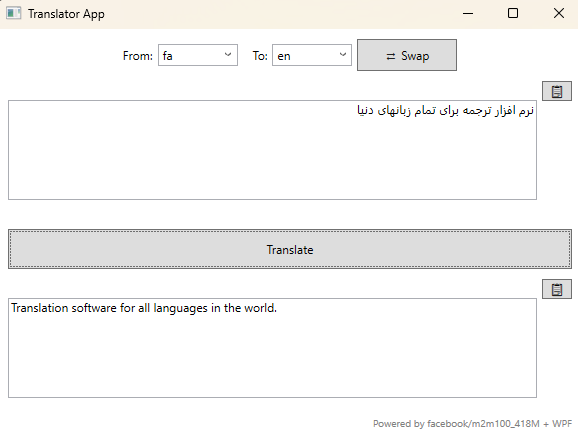 Translator App
From: fa To: en ⇄ Swap
نرم افزار ترجمه برای تمام زبانهای دنیا
Translate
Translation software for all languages in the world.
Powered by facebook/m2m100_418M + WPF